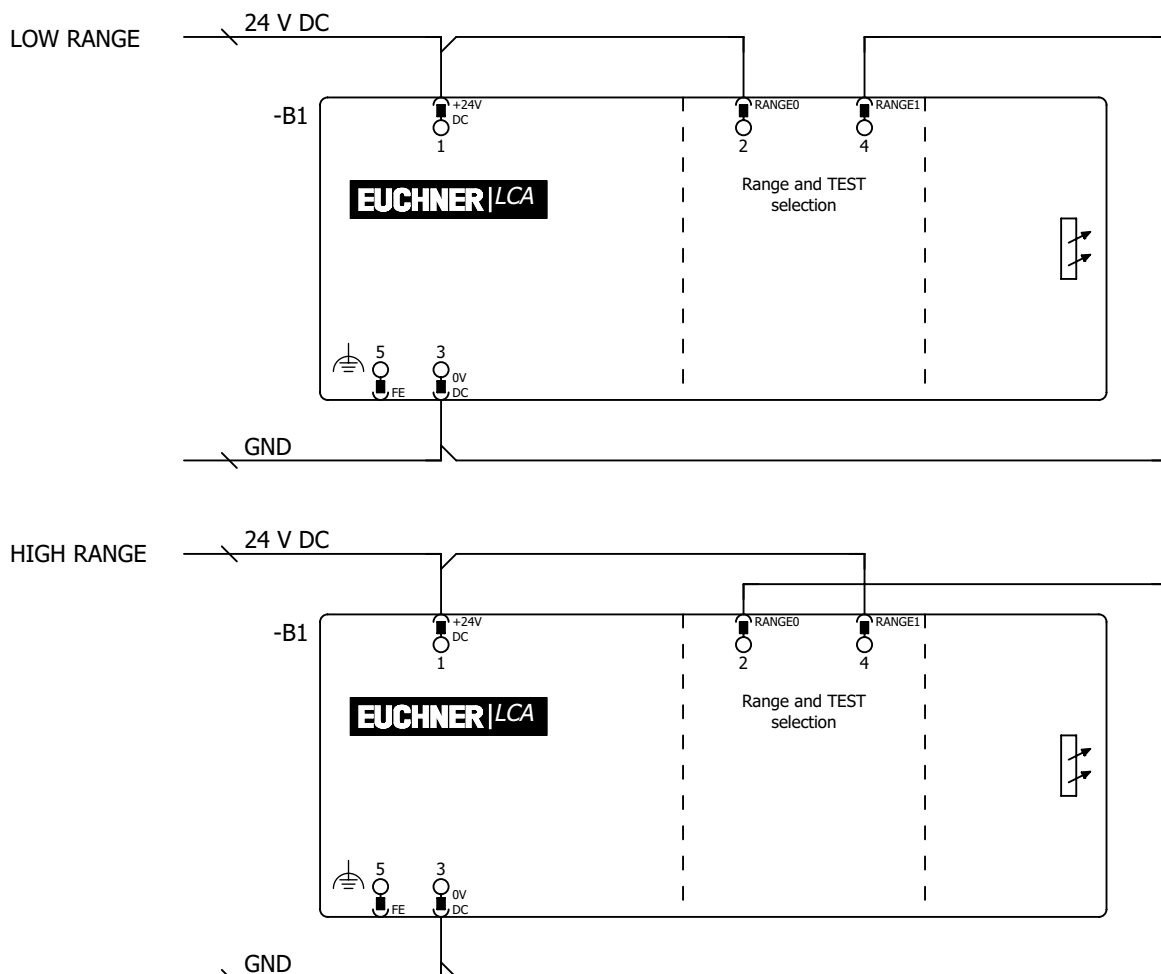 LOW RANGE
24 V DC
-B1
+24V
DC
1
RANGE0
2
RANGE1
4
EUCHNER|LCA
Range and TEST
selection
5
FE
3
0V
DC
GND
HIGH RANGE
24 V DC
-B1
+24V
DC
1
RANGE0
2
RANGE1
4
EUCHNER|LCA
Range and TEST
selection
5
FE
3
0V
DC
GND